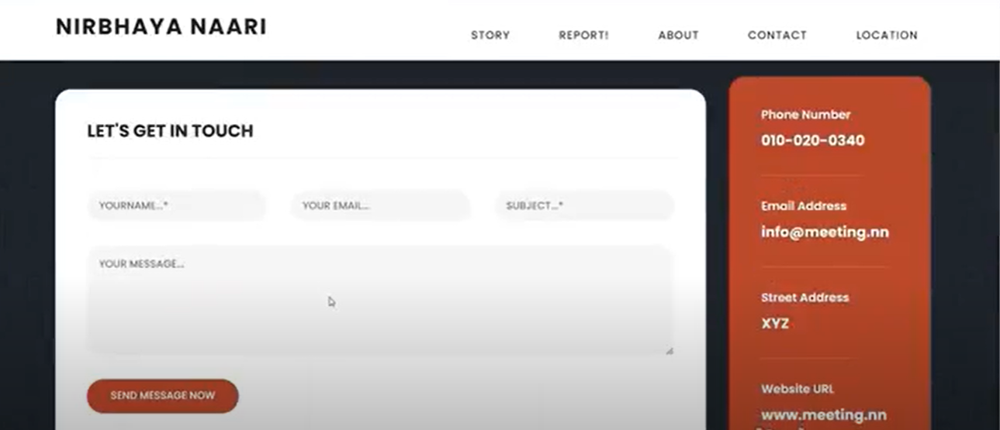 NIRBHAYA NAARI
STORY REPORT! ABOUT CONTACT LOCATION
LET'S GET IN TOUCH
YOURNAME...* YOUR EMAIL... SUBJECT...*
YOUR MESSAGE...
SEND MESSAGE NOW
Phone Number
010-020-0340
Email Address
info@meeting.nn
Street Address
XYZ
Website URL
www.meeting.nn